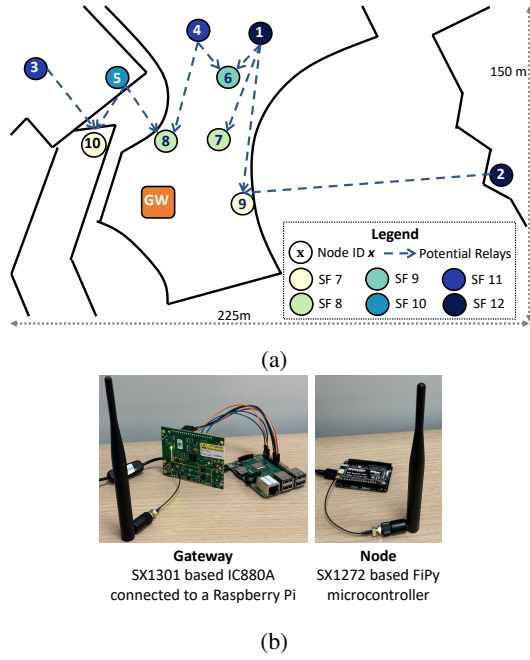 4
1
3
150 m
5
6
10
8
7
2
GW
9
Legend
x Node ID x Potential Relays
SF 7 SF 9 SF 11
SF 8 SF 10 SF 12
225m
(a)
Gateway
SX1301 based IC880A
connected to a Raspberry Pi
Node
SX1272 based FiPy
microcontroller
(b)